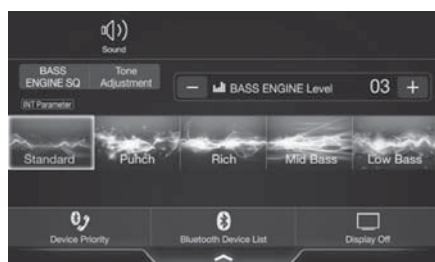 Sound
BASS
ENGINE SQ
Tone
Adjustment
INT Parameter
− BASS ENGINE Level 03 +
Standard Punch Rich Mid Bass Low Bass
Device Priority Bluetooth Device List Display Off